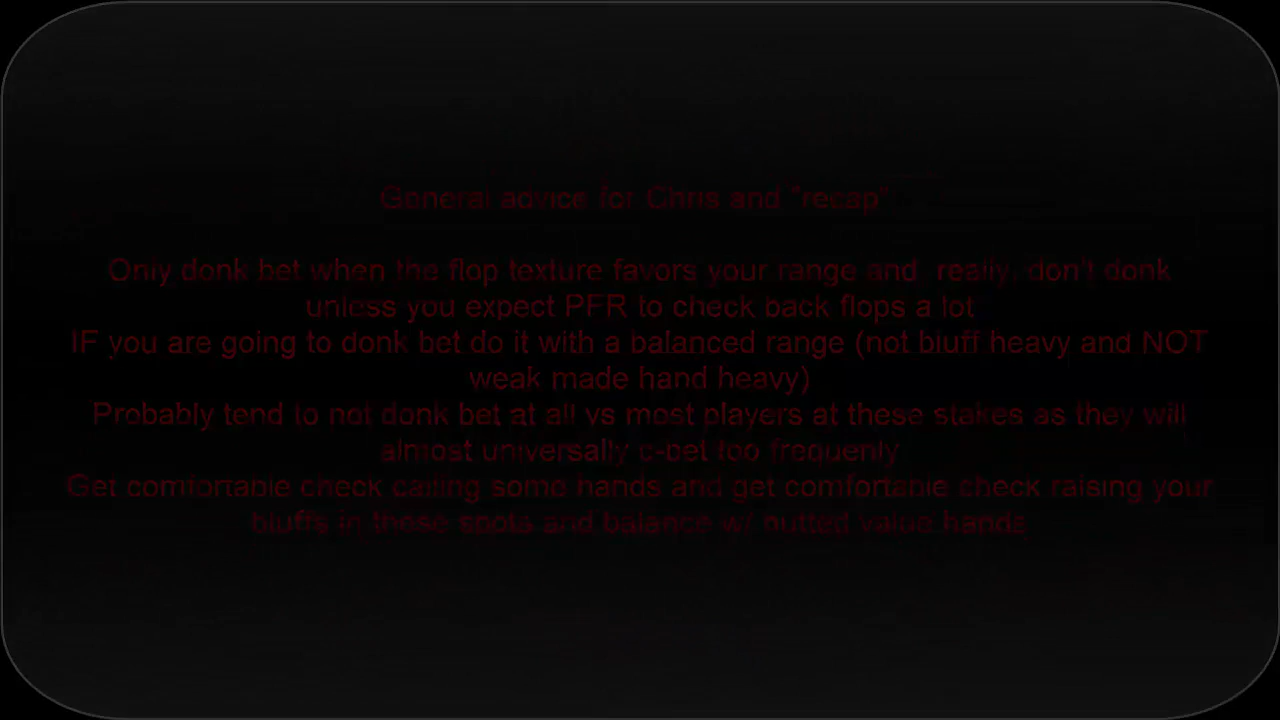 General advice for Chris and "recap"
Only donk bet when the flop texture favors your range and, really, don't donk
unless you expect PFR to check back flops a lot
IF you are going to donk bet do it with a balanced range (not bluff heavy and NOT
weak made hand heavy)
Probably tend to not donk bet at all vs most players at these stakes as they will
almost universally c-bet too frequenly
Get comfortable check calling some hands and get comfortable check raising your
bluffs in those spots and balance w/ nutted value hands